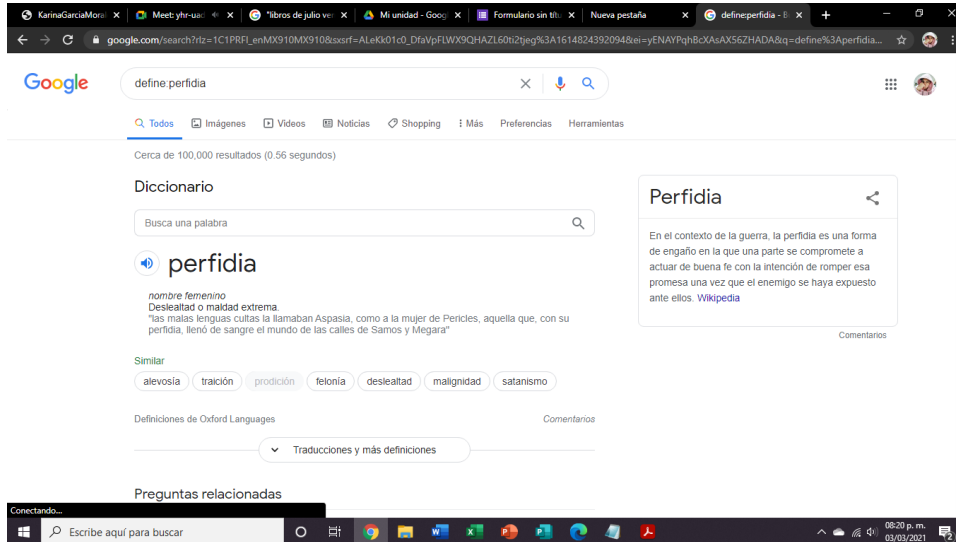 KarinaGarciaMoral
Meet: yhr-uao
"libros de julio ver
Mi unidad - Goog
Formulario sin títu
Nueva pestaña
define:perfidia - B
google.com/search?rlz=1C1PRFI_enMX910MX910&sxsrf=ALeKk01c0_DfaVpFLWX9QHAZL60ti2tjeg%3A1614824392094&ei=yENAYPqhBcXAsAX56ZHADA&q=define%3Aperfidia...
Google
define:perfidia
Todos
Imágenes
Videos
Noticias
Shopping
Más
Preferencias
Herramientas
Cerca de 100,000 resultados (0.56 segundos)
Diccionario
Busca una palabra
perfidia
nombre femenino
Deslealtad o maldad extrema.
"las malas lenguas cultas la llamaban Aspasia, como a la mujer de Pericles, aquella que, con su
perfidia, llenó de sangre el mundo de las calles de Samos y Megara"
Similar
alevosía
traición
prodición
felonía
deslealtad
malignidad
satanismo
Definiciones de Oxford Languages
Comentarios
Traducciones y más definiciones
Preguntas relacionadas
Perfidia
En el contexto de la guerra, la perfidia es una forma
de engaño en la que una parte se compromete a
actuar de buena fe con la intención de romper esa
promesa una vez que el enemigo se haya expuesto
ante ellos. Wikipedia
Comentarios
Conectando...
Escribe aquí para buscar
08:20 p. m.
03/03/2021
2